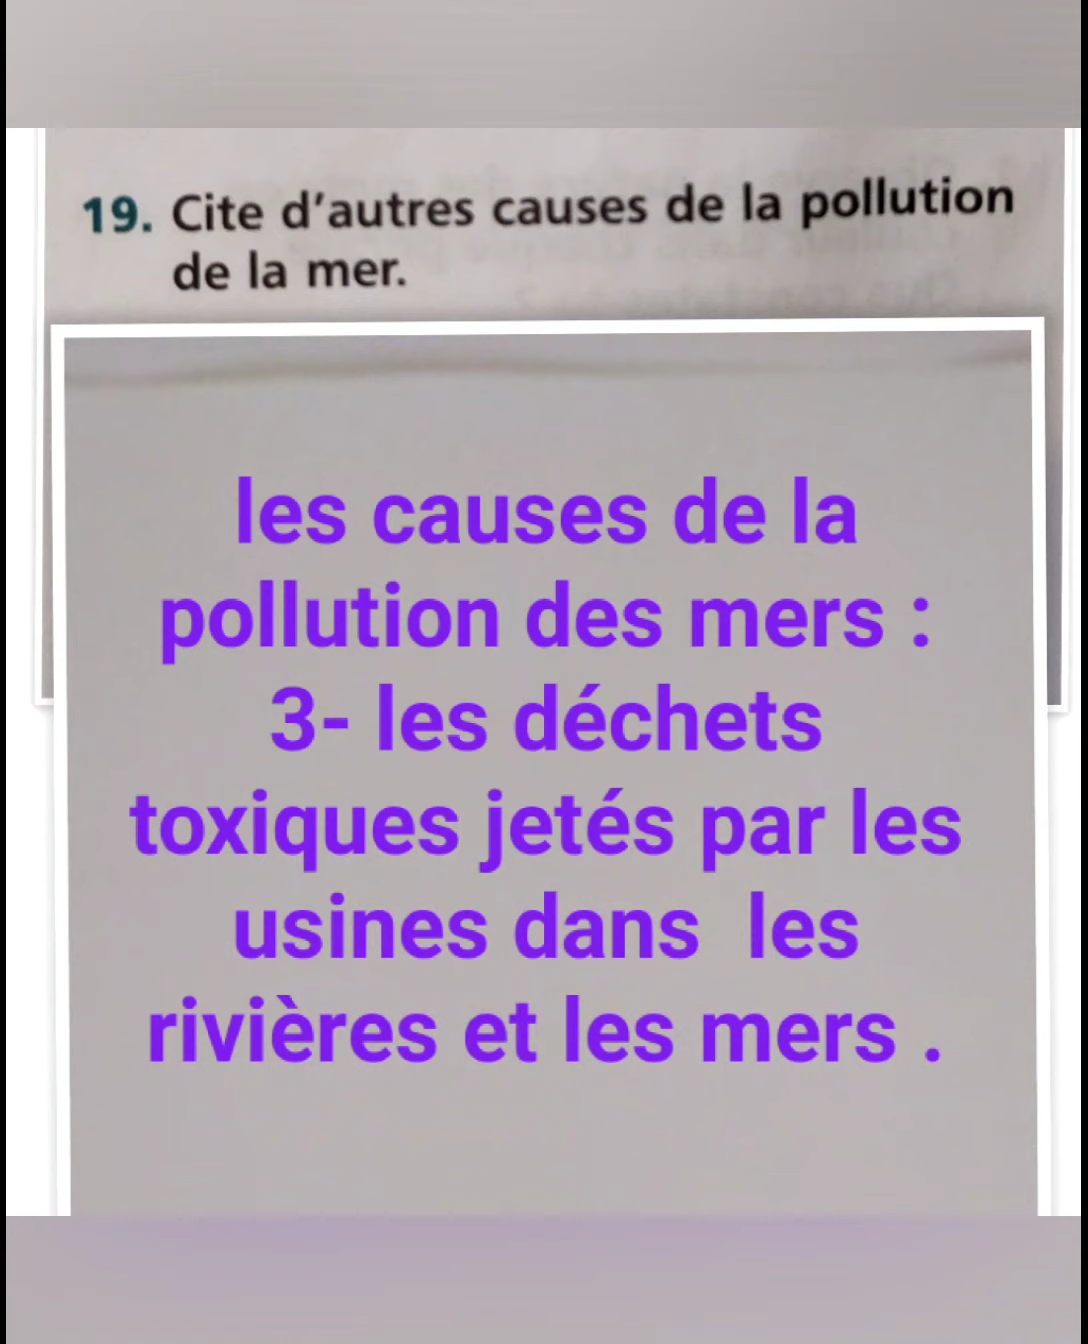 19. Cite d'autres causes de la pollution
de la mer.
les causes de la
pollution des mers :
3- les déchets
toxiques jetés par les
usines dans les
rivières et les mers .